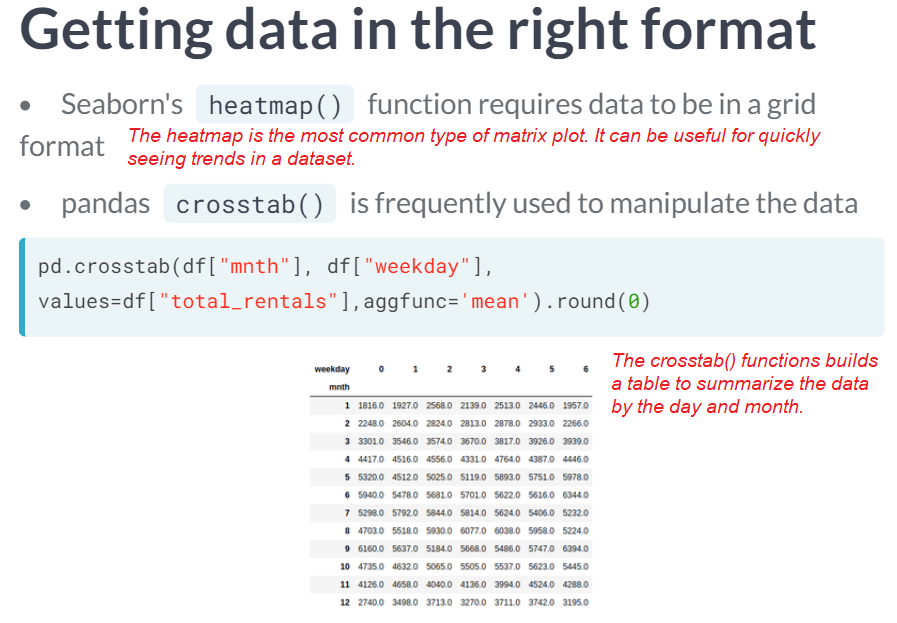 Getting data in the right format
• Seaborn's heatmap() function requires data to be in a grid
format
The heatmap is the most common type of matrix plot. It can be useful for quickly
seeing trends in a dataset.
• pandas crosstab() is frequently used to manipulate the data
pd.crosstab(df["mnth"], df["weekday"],
values=df["total_rentals"],aggfunc='mean').round(0)
The crosstab() functions builds
a table to summarize the data
by the day and month.
weekday 0 1 2 3 4 5 6
mnth
1 1816.0 1927.0 2568.0 2139.0 2513.0 2446.0 1957.0
2 2248.0 2604.0 2824.0 2813.0 2878.0 2933.0 2266.0
3 3301.0 3546.0 3574.0 3670.0 3817.0 3926.0 3939.0
4 4417.0 4516.0 4556.0 4331.0 4764.0 4387.0 4446.0
5 5320.0 4512.0 5025.0 5119.0 5893.0 5751.0 5978.0
6 5940.0 5478.0 5681.0 5701.0 5622.0 5616.0 6344.0
7 5298.0 5792.0 5844.0 5814.0 5624.0 5406.0 5232.0
8 4703.0 5518.0 5930.0 6077.0 6038.0 5958.0 5224.0
9 6160.0 5637.0 5184.0 5668.0 5486.0 5747.0 6394.0
10 4735.0 4632.0 5065.0 5505.0 5537.0 5623.0 5445.0
11 4126.0 4658.0 4040.0 4136.0 3994.0 4524.0 4288.0
12 2740.0 3498.0 3713.0 3270.0 3711.0 3742.0 3195.0